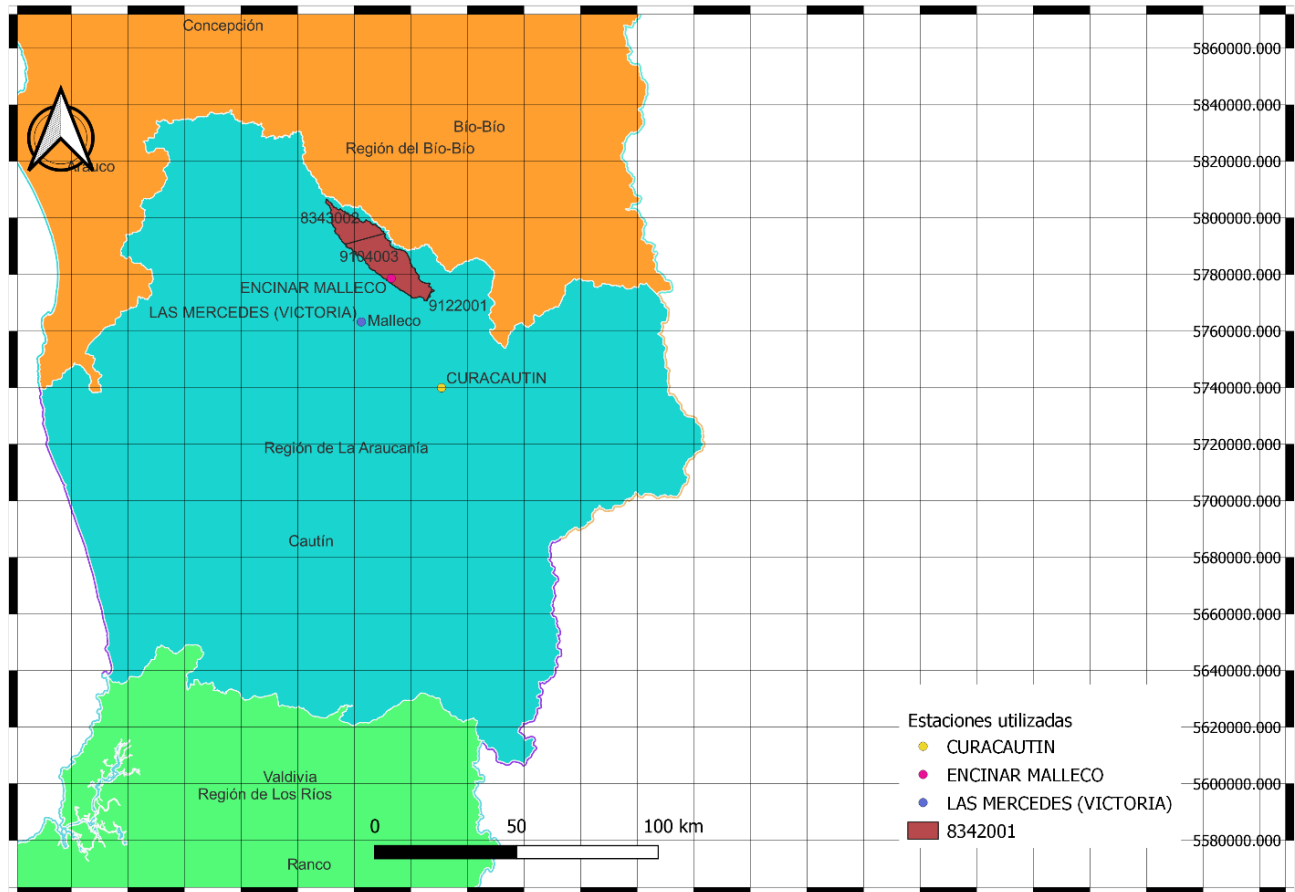 Concepción
5860000.000
5840000.000
Bío-Bío
Región del Bío-Bío
5820000.000
Arauco
8343002
5800000.000
9104003
ENCINAR MALLECO
5780000.000
9122001
LAS MERCEDES (VICTORIA)
Malleco
5760000.000
CURACAUTIN
5740000.000
Región de La Araucanía
5720000.000
5700000.000
Cautín
5680000.000
5660000.000
5640000.000
5620000.000
Valdivia
Región de Los Ríos
5600000.000
5580000.000
Ranco
0 50 100 km
Estaciones utilizadas
CURACAUTIN
ENCINAR MALLECO
LAS MERCEDES (VICTORIA)
8342001